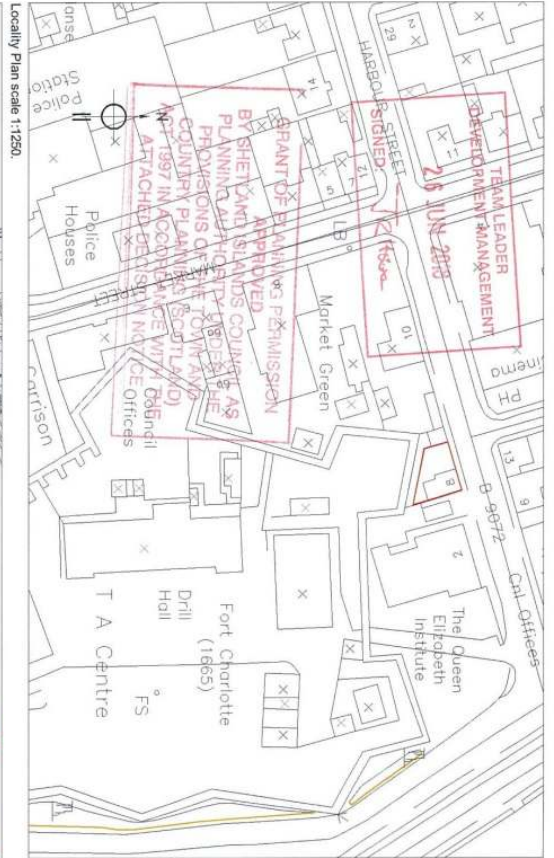 TEAM LEADER
DEVELOPMENT MANAGEMENT
26 JUN 2013
SIGNED
GRANT OF PLANNING PERMISSION
APPROVED
BY SHETLAND ISLANDS COUNCIL AS
PLANNING AUTHORITY UNDER THE
PROVISIONS OF THE TOWN AND
COUNTRY PLANNING (SCOTLAND)
ACT 1997 IN ACCORDANCE WITH THE
ATTACHED DECISION NOTICE
HARBOUR STREET
2
29
11
14
12
4
5
LB
10
Cinema
PH
13
9
8
B 9072
Cnl Offices
2
The Queen
Elizabeth
Institute
Market Green
MARKET STREET
Police
Station
N
Police
Houses
Council
Offices
Garrison
Fort Charlotte
(1665)
Drill
Hall
T A Centre
FS
Locality Plan scale 1:1250.